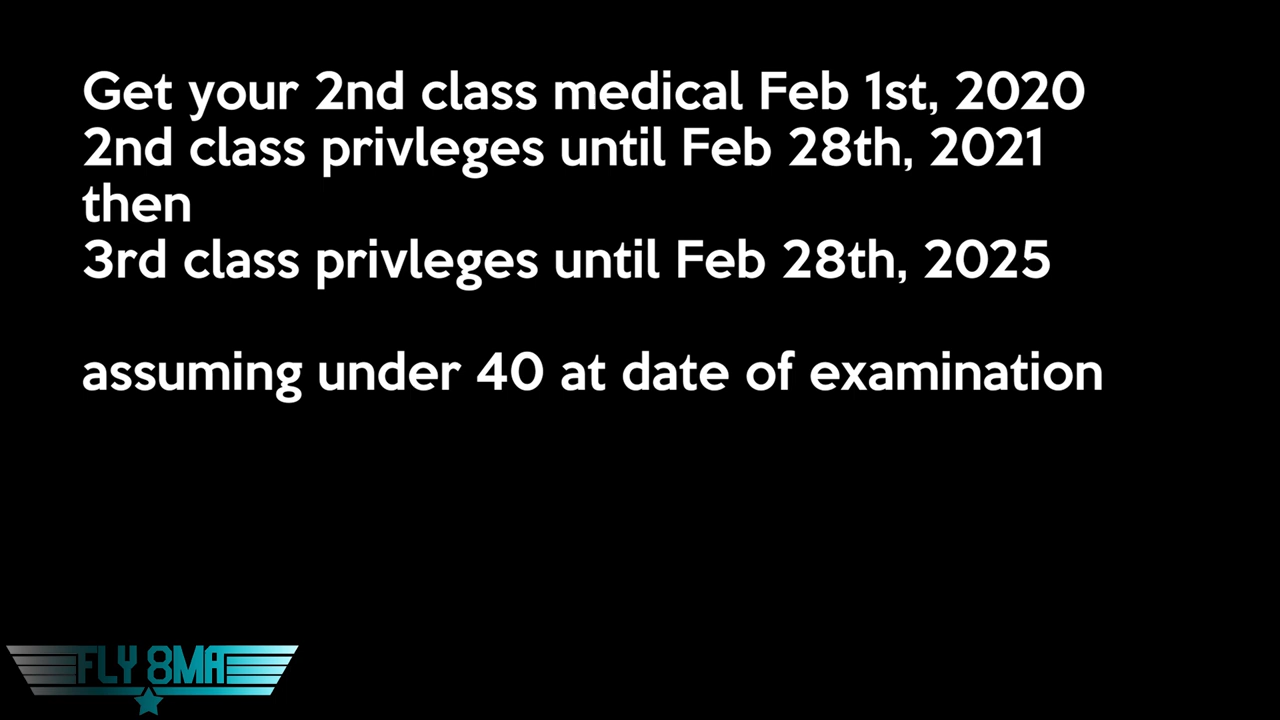 Get your 2nd class medical Feb 1st, 2020
2nd class privleges until Feb 28th, 2021
then
3rd class privleges until Feb 28th, 2025
assuming under 40 at date of examination
FLY 8MA